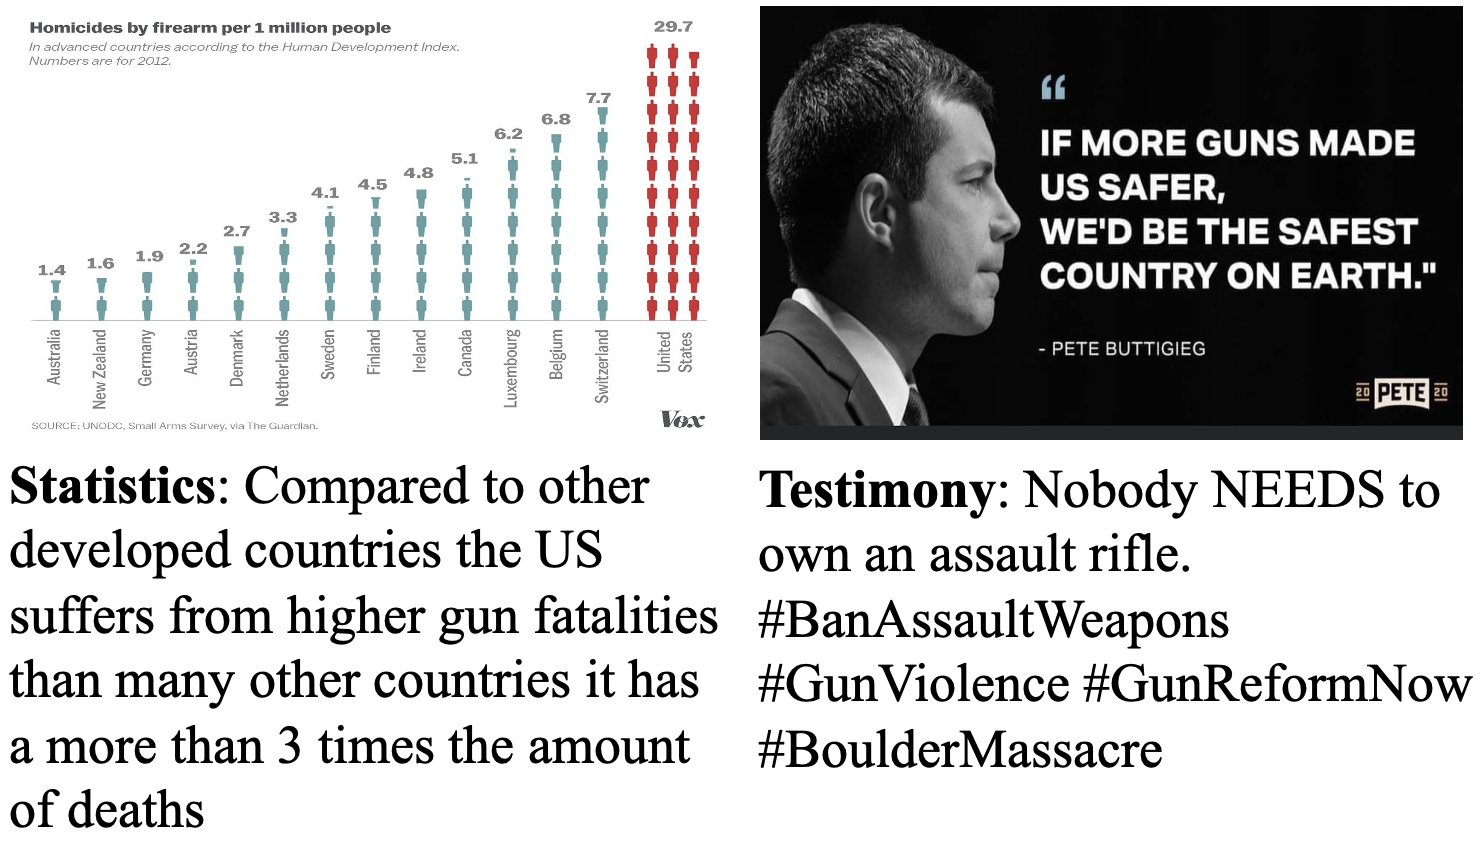 Homicides by firearm per 1 million people
In advanced countries according to the Human Development Index.
Numbers are for 2012.
1.4
1.6
1.9
2.2
2.7
3.3
4.1
4.5
4.8
5.1
6.2
6.8
7.7
29.7
Australia
New Zealand
Germany
Austria
Denmark
Netherlands
Sweden
Finland
Ireland
Canada
Luxembourg
Belgium
Switzerland
United
States
SOURCE: UNODC, Small Arms Survey, via The Guardian.
Vox
“
IF MORE GUNS MADE
US SAFER,
WE'D BE THE SAFEST
COUNTRY ON EARTH."
- PETE BUTTIGIEG
20 PETE 20
Statistics: Compared to other
developed countries the US
suffers from higher gun fatalities
than many other countries it has
a more than 3 times the amount
of deaths
Testimony: Nobody NEEDS to
own an assault rifle.
#BanAssaultWeapons
#GunViolence #GunReformNow
#BoulderMassacre